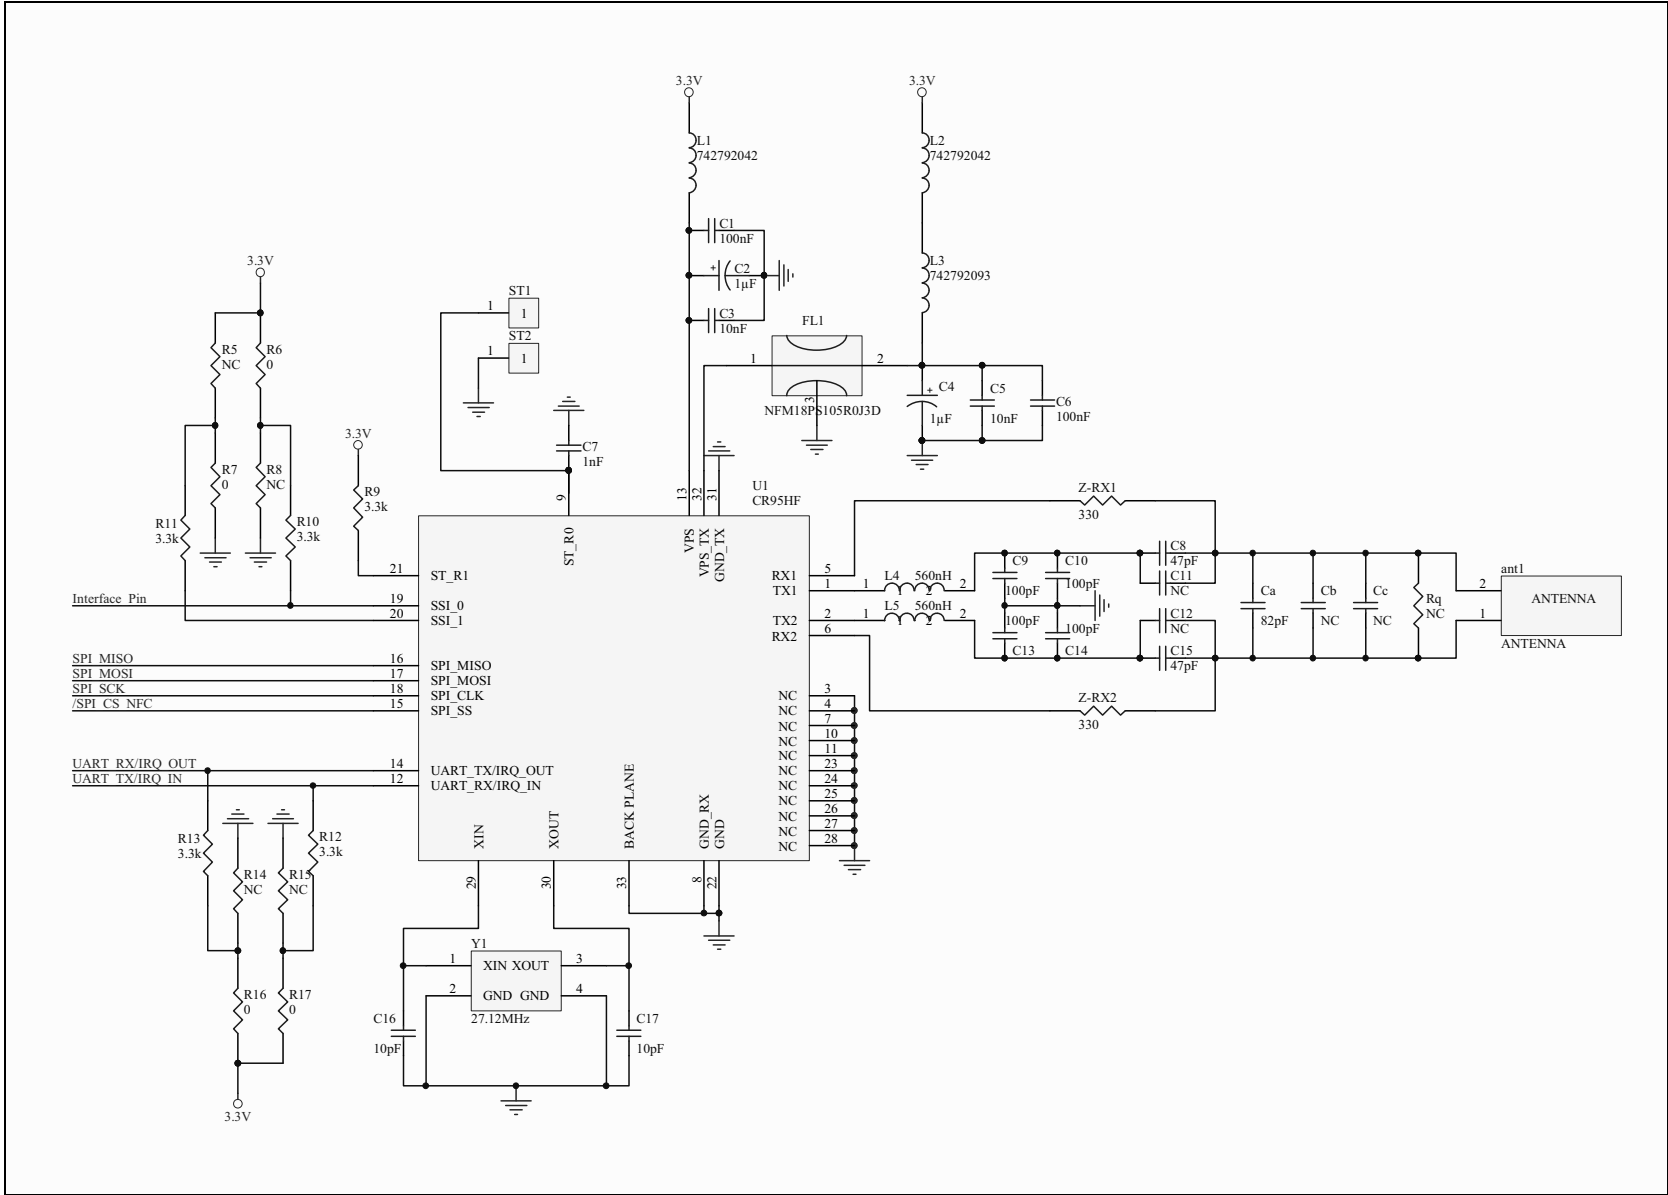 3.3V
3.3V
L1
742792042
L2
742792042
C1
100nF
C2
1µF
C3
10nF
L3
742792093
3.3V
ST1
1
1
ST2
1
1
FL1
1
2
3
NFM18PS105R0J3D
C4
1µF
C5
10nF
C6
100nF
R5
NC
R6
0
3.3V
C7
1nF
R7
0
R8
NC
R9
3.3k
R11
3.3k
R10
3.3k
9
13
32
31
U1
CR95HF
ST_R0
VPS
VPS_TX
GND_TX
Z-RX1
330
21
ST_R1
Interface_Pin
19
SSI_0
20
SSI_1
RX1
5
TX1
1
TX2
2
RX2
6
L4
560nH
1
2
1
2
L5
560nH
1
2
1
2
C9
100pF
C10
100pF
100pF
C13
100pF
C14
C8
47pF
C11
NC
C12
NC
C15
47pF
Ca
82pF
Cb
NC
Cc
NC
Rq
NC
ant1
2
1
ANTENNA
ANTENNA
Z-RX2
330
SPI_MISO
16
SPI_MISO
SPI_MOSI
17
SPI_MOSI
SPI_SCK
18
SPI_CLK
/SPI_CS_NFC
15
SPI_SS
NC
3
NC
4
NC
7
NC
10
NC
11
NC
23
NC
24
NC
25
NC
26
NC
27
NC
28
UART_RX/IRQ_OUT
14
UART_TX/IRQ_OUT
UART_TX/IRQ_IN
12
UART_RX/IRQ_IN
XIN
XOUT
BACK PLANE
GND_RX
GND
29
30
33
8
22
R13
3.3k
R12
3.3k
R14
NC
R15
NC
R16
0
R17
0
3.3V
Y1
1
XIN XOUT
3
2
GND GND
4
27.12MHz
C16
10pF
C17
10pF